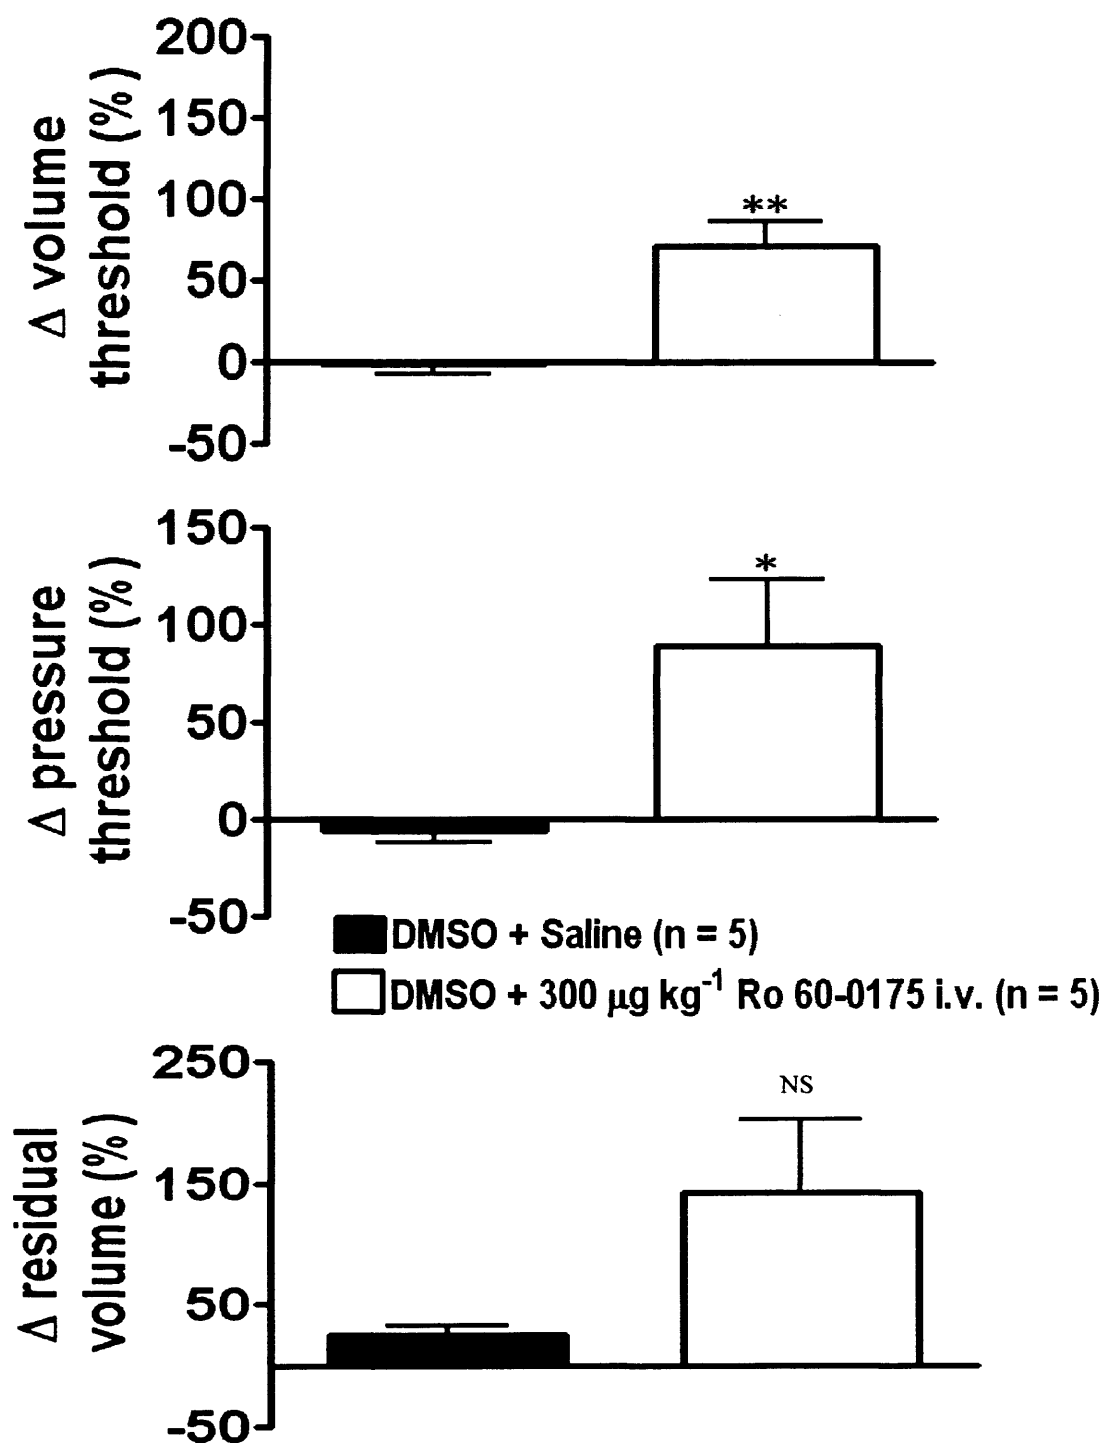 Δ volume
threshold (%)
200
150
100
50
0
-50
**
Δ pressure
threshold (%)
150
100
50
0
-50
*
DMSO + Saline (n = 5)
DMSO + 300 μg kg⁻¹ Ro 60-0175 i.v. (n = 5)
Δ residual
volume (%)
250
150
50
-50
NS